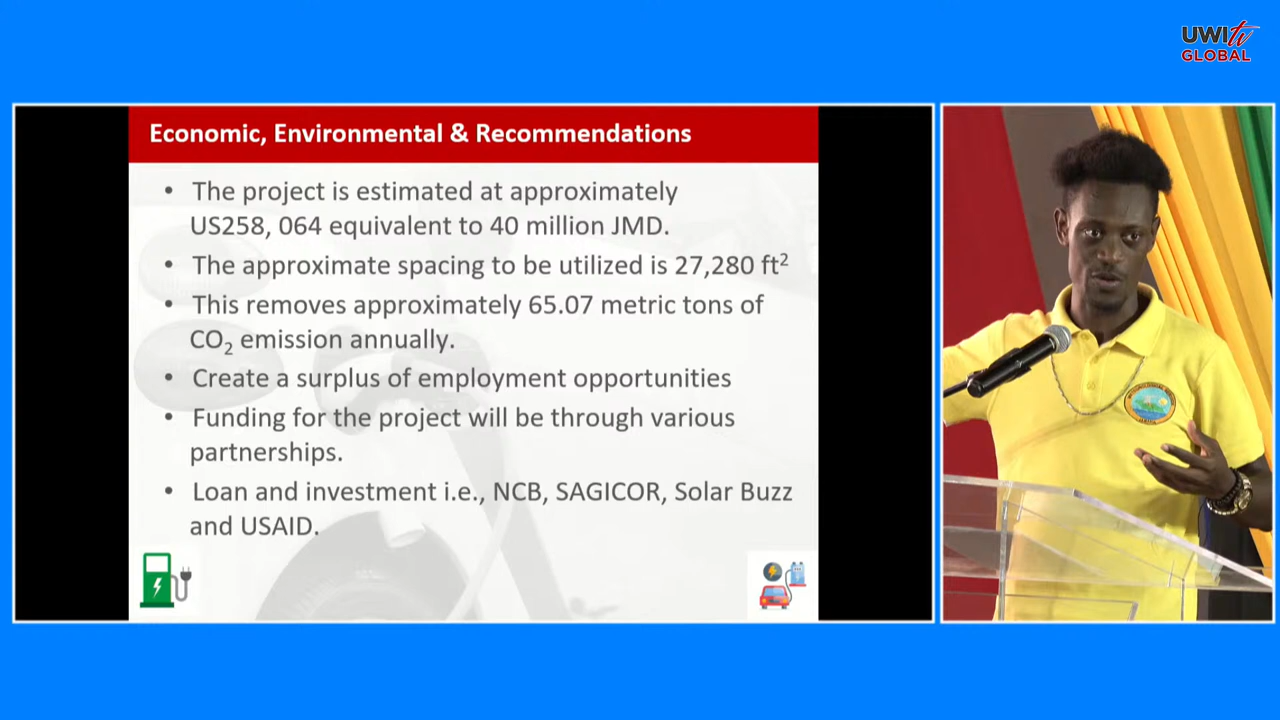 UWItv
GLOBAL
Economic, Environmental & Recommendations
• The project is estimated at approximately
US258, 064 equivalent to 40 million JMD.
• The approximate spacing to be utilized is 27,280 ft²
• This removes approximately 65.07 metric tons of
CO₂ emission annually.
• Create a surplus of employment opportunities
• Funding for the project will be through various
partnerships.
• Loan and investment i.e., NCB, SAGICOR, Solar Buzz
and USAID.